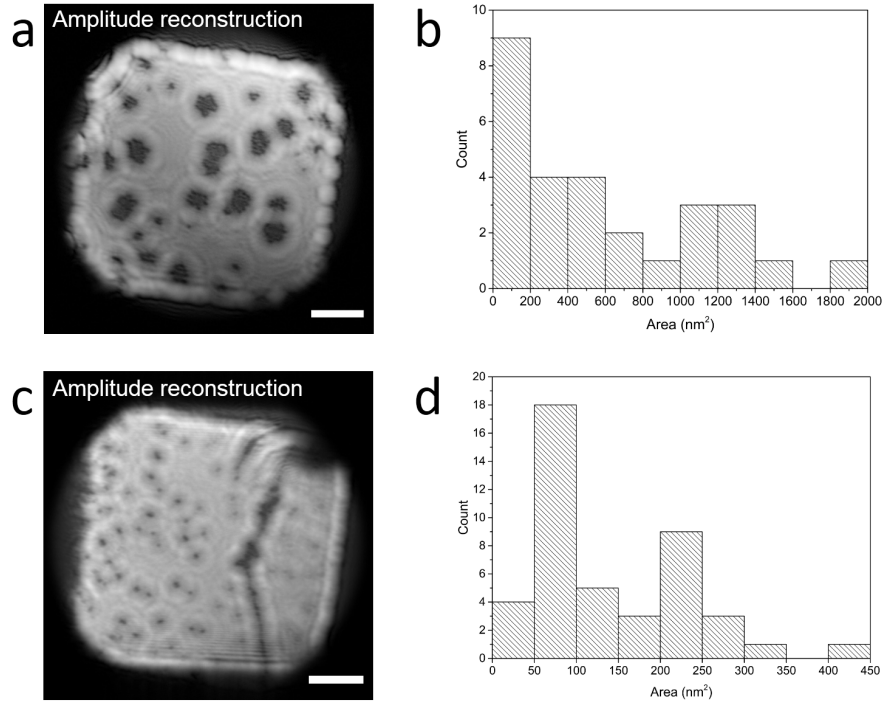 a
Amplitude reconstruction
b
10
8
6
4
2
0
Count
0 200 400 600 800 1000 1200 1400 1600 1800 2000
Area (nm²)
c
Amplitude reconstruction
d
20
18
16
14
12
10
8
6
4
2
0
Count
0 50 100 150 200 250 300 350 400 450
Area (nm²)